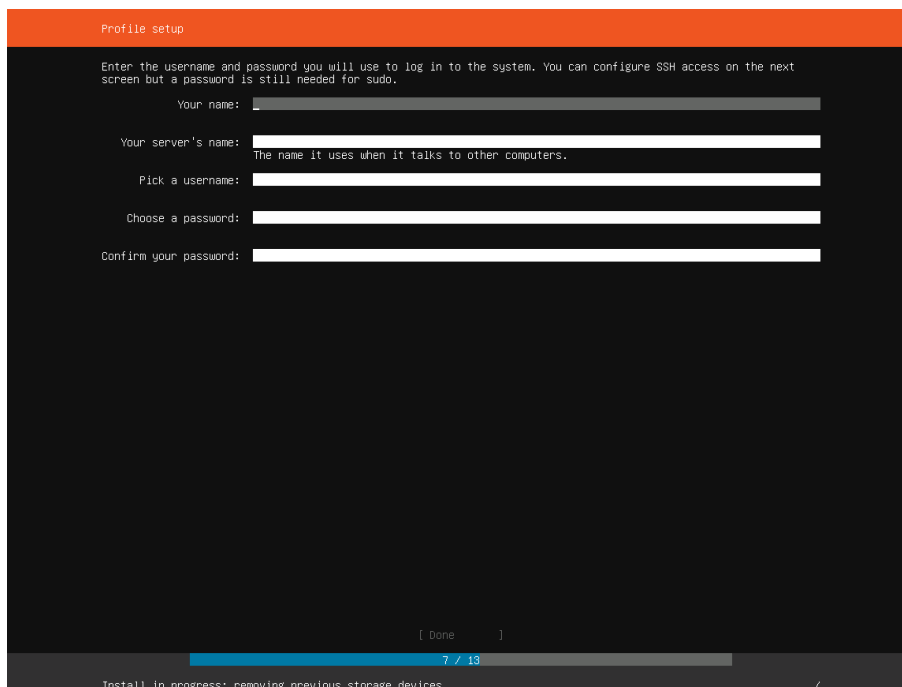 Profile setup
Enter the username and password you will use to log in to the system. You can configure SSH access on the next
screen but a password is still needed for sudo.
Your name:
Your server's name:
The name it uses when it talks to other computers.
Pick a username:
Choose a password:
Confirm your password:
[ Done ]
7 / 13
Install in progress: removing previous storage devices /